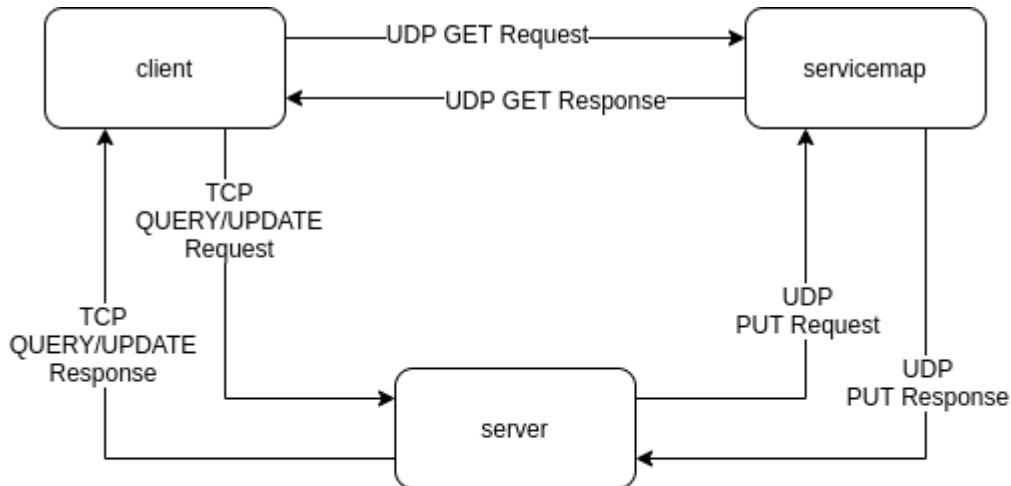 client
UDP GET Request
servicemap
UDP GET Response
TCP
QUERY/UPDATE
Request
TCP
QUERY/UPDATE
Response
server
UDP
PUT Request
UDP
PUT Response